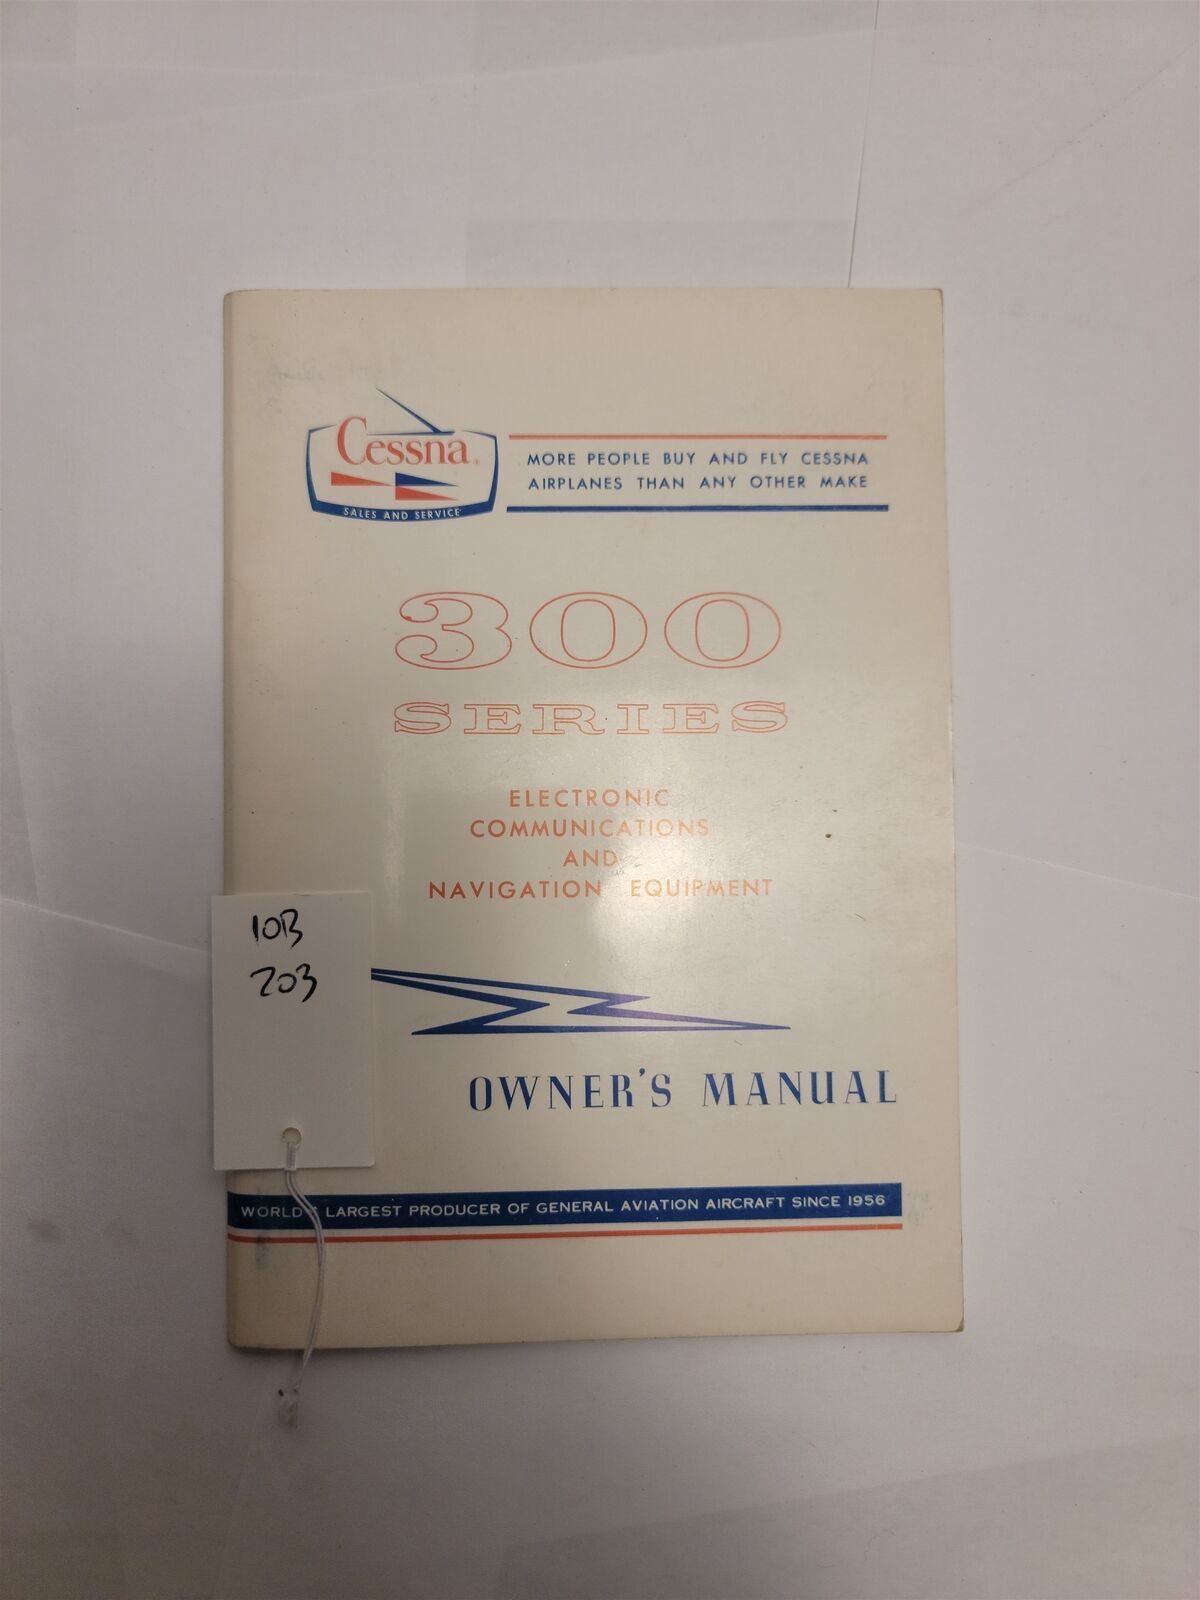 Cessna
SALES AND SERVICE
MORE PEOPLE BUY AND FLY CESSNA
AIRPLANES THAN ANY OTHER MAKE
300
SERIES
ELECTRONIC
COMMUNICATIONS
AND
NAVIGATION EQUIPMENT
10B
203
OWNER'S MANUAL
WORLD'S LARGEST PRODUCER OF GENERAL AVIATION AIRCRAFT SINCE 1956